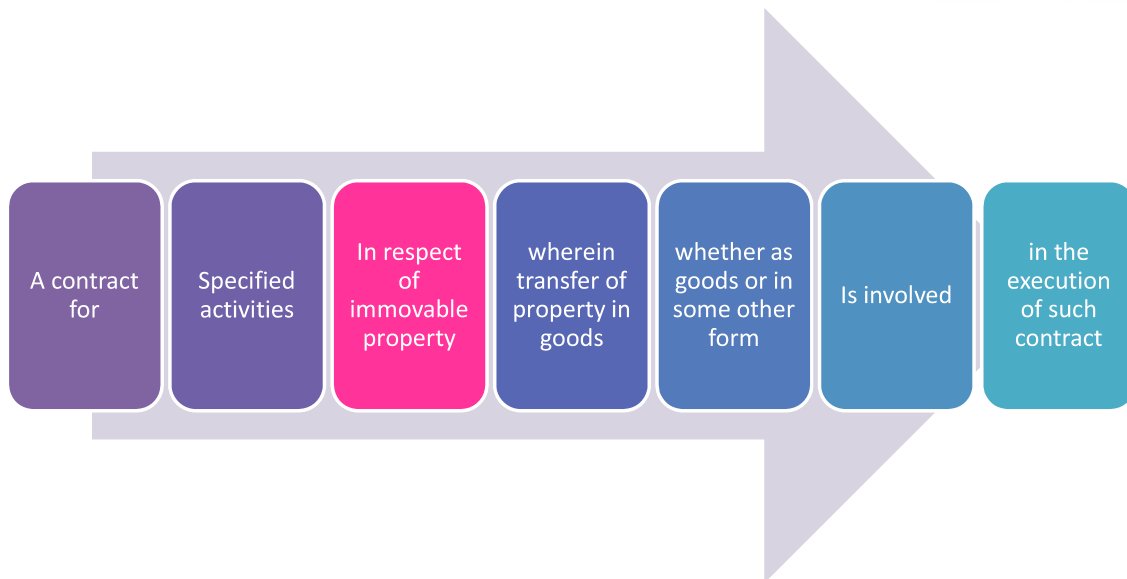 A contract
for
Specified
activities
In respect
of
immovable
property
wherein
transfer of
property in
goods
whether as
goods or in
some other
form
Is involved
in the
execution
of such
contract